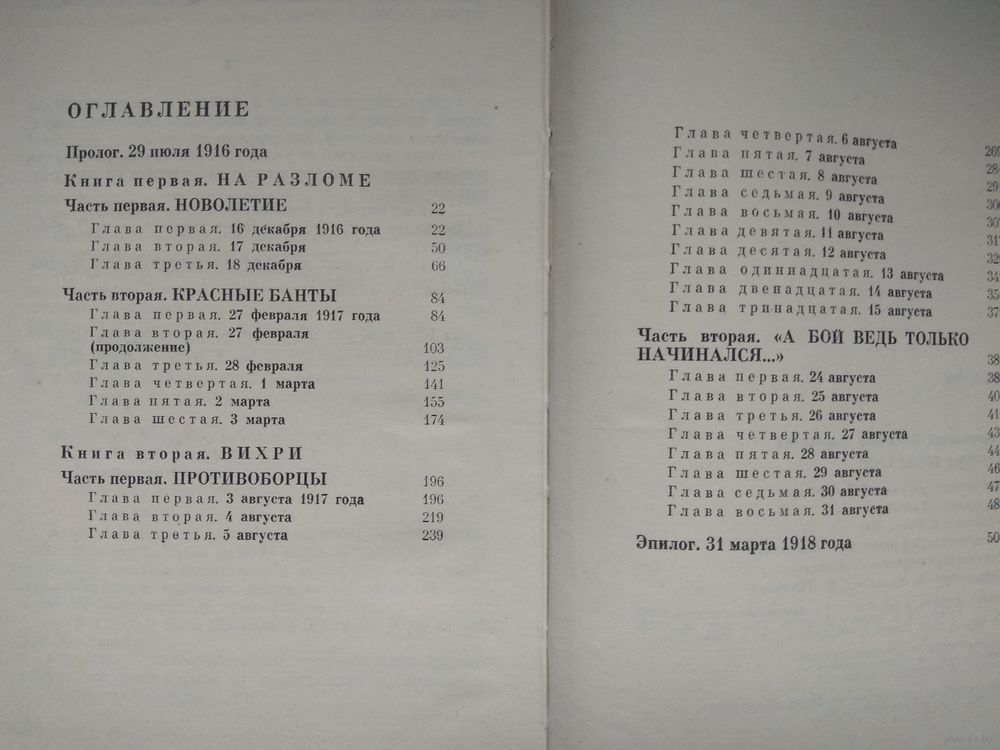 ОГЛАВЛЕНИЕ
Пролог. 29 июля 1916 года
Книга первая. НА РАЗЛОМЕ
Часть первая. НОВОЛЕТИЕ 22
Глава первая. 16 декабря 1916 года 22
Глава вторая. 17 декабря 50
Глава третья. 18 декабря 66
Часть вторая. КРАСНЫЕ БАНТЫ 84
Глава первая. 27 февраля 1917 года 84
Глава вторая. 27 февраля
(продолжение) 103
Глава третья. 28 февраля 125
Глава четвертая. 1 марта 141
Глава пятая. 2 марта 155
Глава шестая. 3 марта 174
Книга вторая. ВИХРИ
Часть первая. ПРОТИВОБОРЦЫ 196
Глава первая. 3 августа 1917 года 196
Глава вторая. 4 августа 219
Глава третья. 5 августа 239
Глава четвертая. 6 августа
Глава пятая. 7 августа
Глава шестая. 8 августа
Глава седьмая. 9 августа
Глава восьмая. 10 августа
Глава девятая. 11 августа
Глава десятая. 12 августа
Глава одиннадцатая. 13 августа
Глава двенадцатая. 14 августа
Глава тринадцатая. 15 августа
Часть вторая. «А БОЙ ВЕДЬ ТОЛЬКО
НАЧИНАЛСЯ...»
Глава первая. 24 августа
Глава вторая. 25 августа
Глава третья. 26 августа
Глава четвертая. 27 августа
Глава пятая. 28 августа
Глава шестая. 29 августа
Глава седьмая. 30 августа
Глава восьмая. 31 августа
Эпилог. 31 марта 1918 года